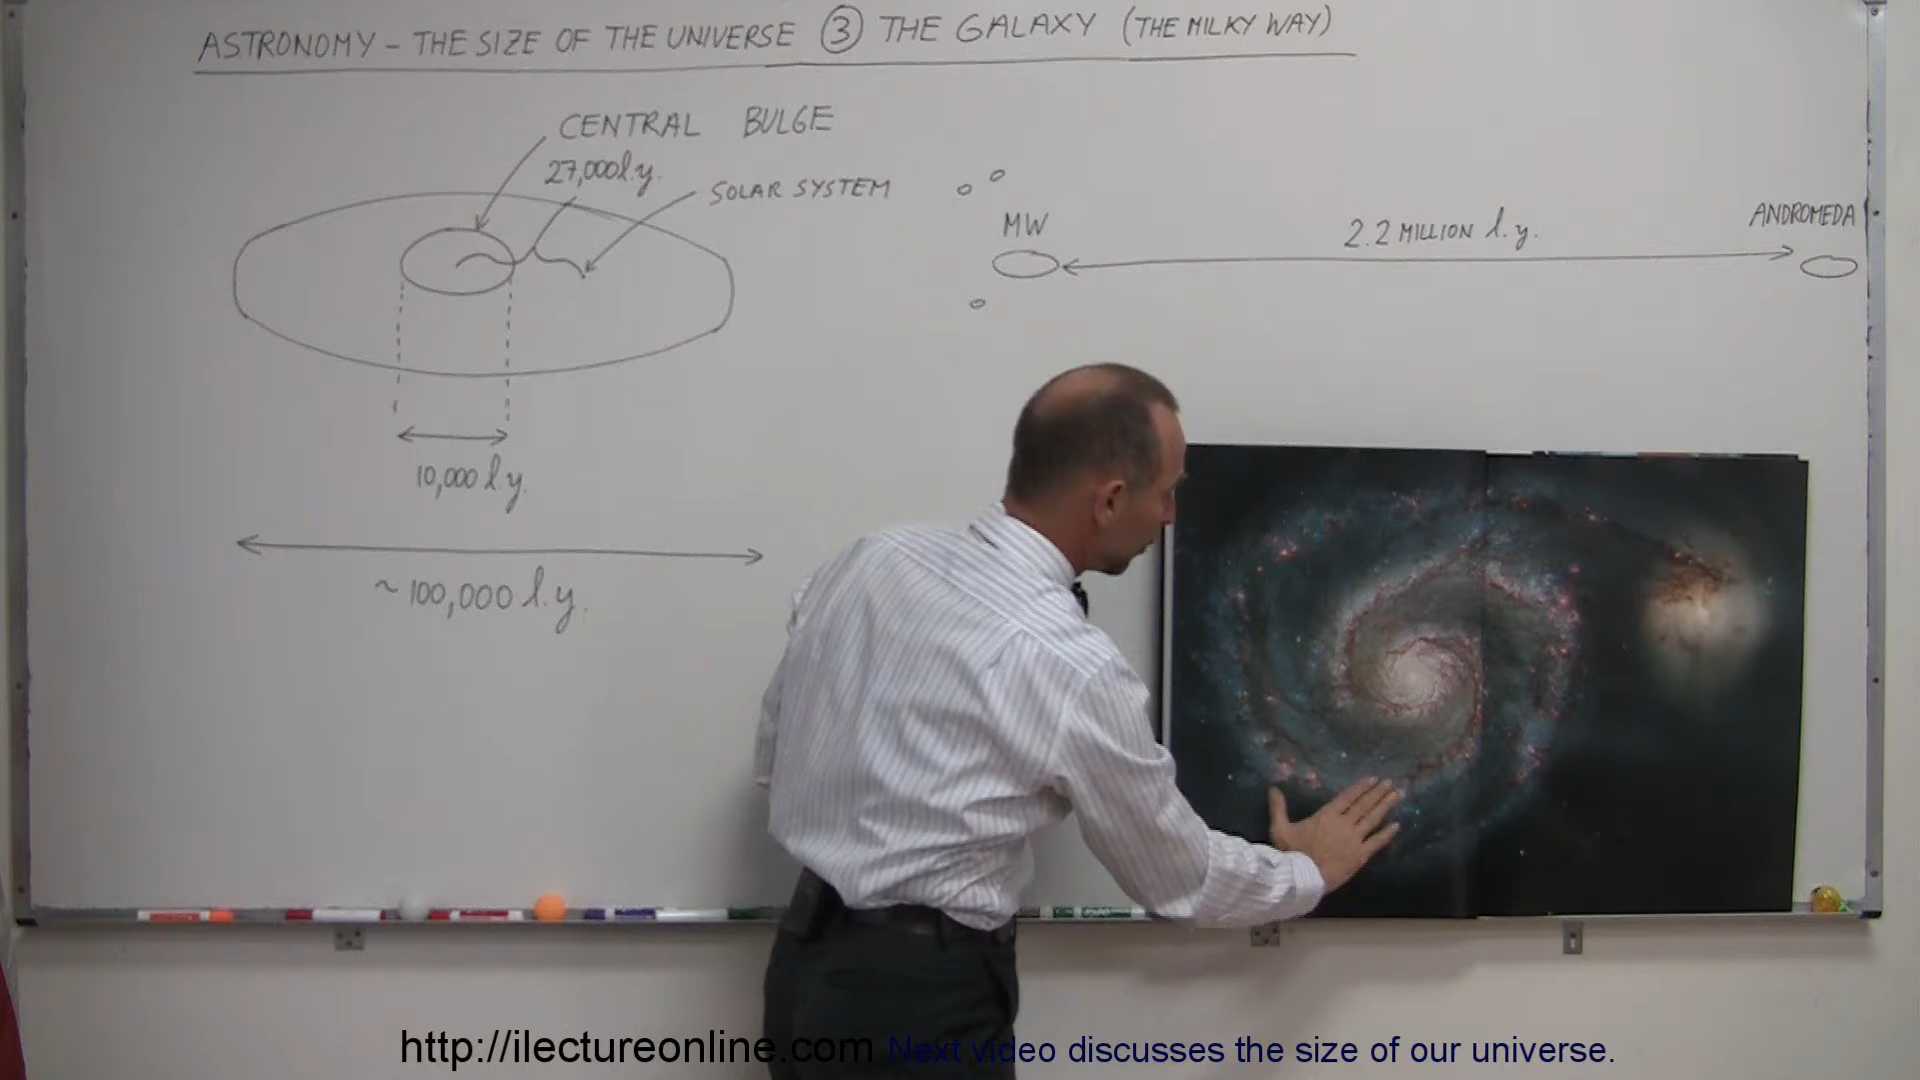 ASTRONOMY - THE SIZE OF THE UNIVERSE ③ THE GALAXY (THE MILKY WAY)
CENTRAL BULGE
27,000 l.y.
SOLAR SYSTEM
MW
2.2 MILLION l.y.
ANDROMEDA
10,000 l.y.
~100,000 l.y.
http://ilectureonline.com Next video discusses the size of our universe.